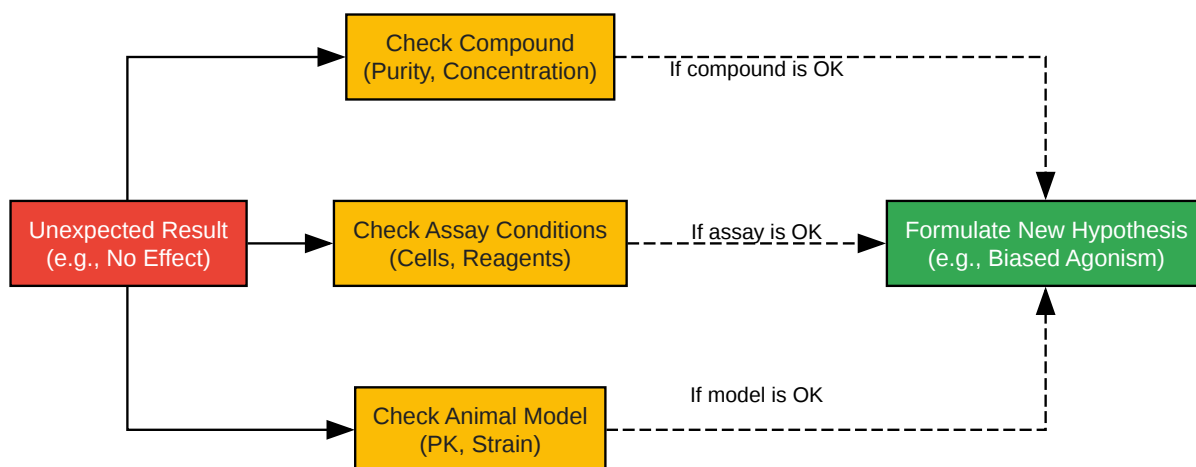 Check Compound
(Purity, Concentration)
If compound is OK
Unexpected Result
(e.g., No Effect)
Check Assay Conditions
(Cells, Reagents)
If assay is OK
Formulate New Hypothesis
(e.g., Biased Agonism)
Check Animal Model
(PK, Strain)
If model is OK